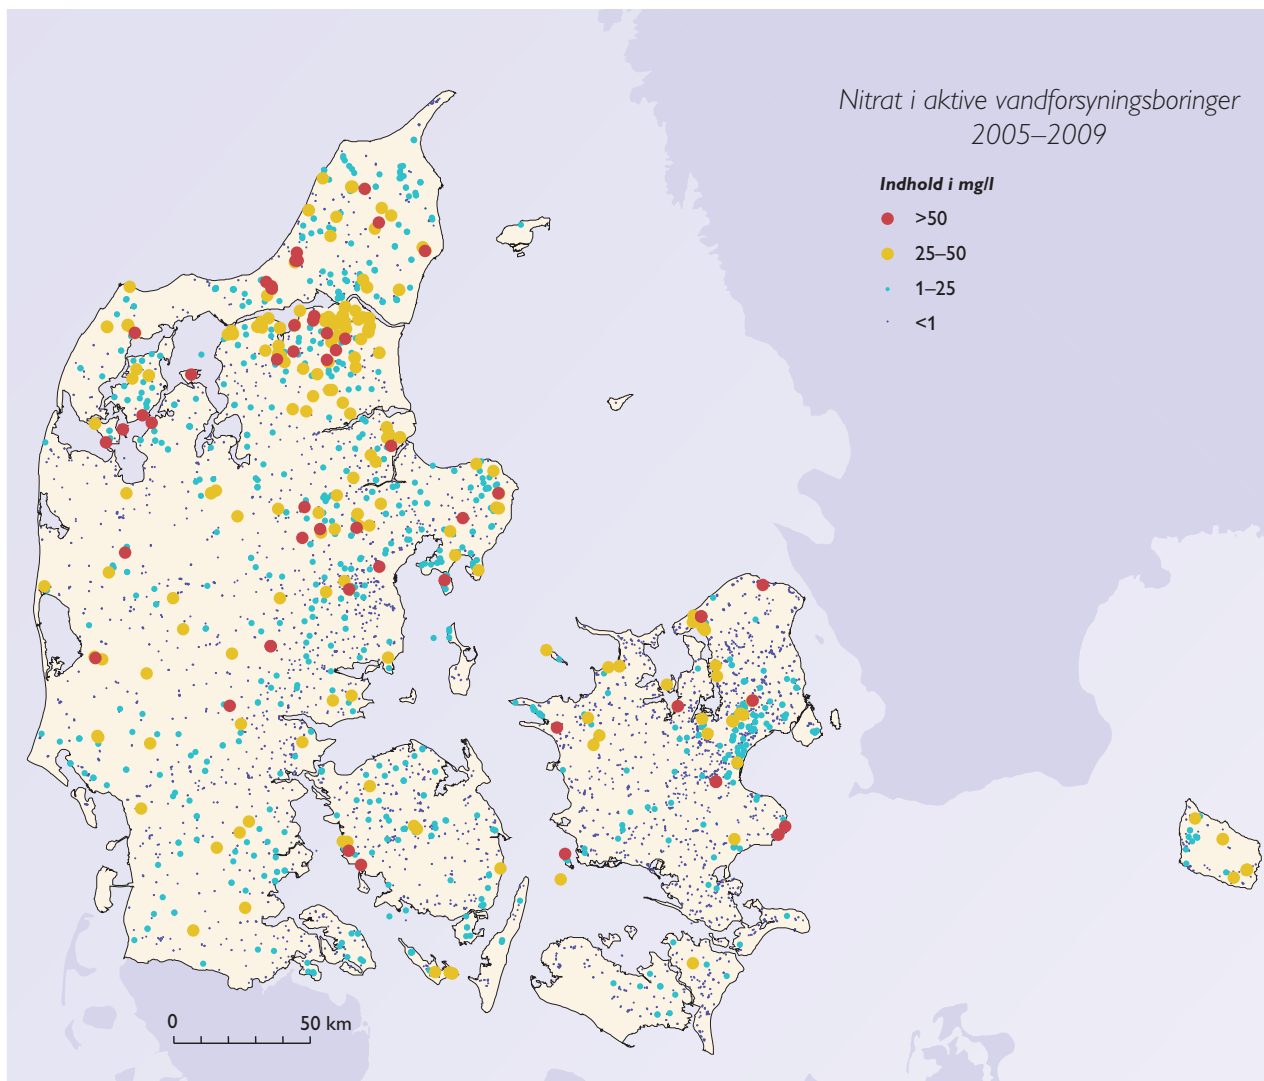 Nitrat i aktive vandforsyningsboringer
2005–2009
Indhold i mg/l
>50
25–50
1–25
<1
0 50 km